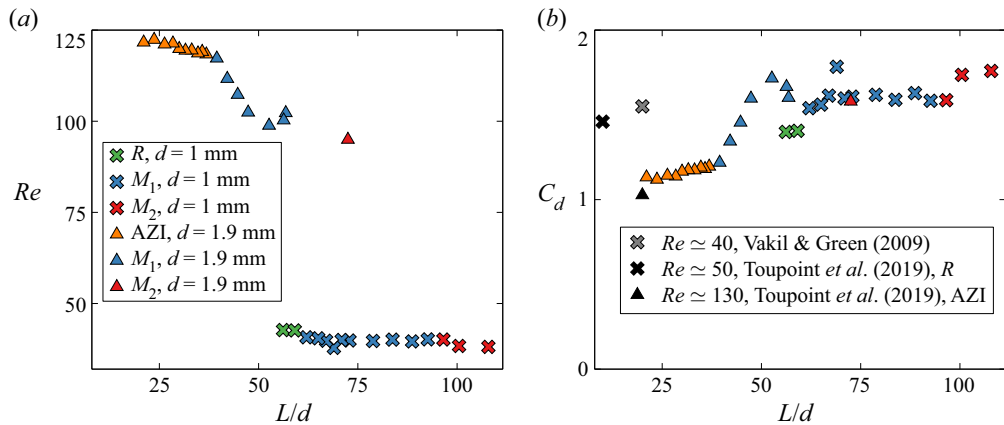 (a)
125
100
75
50
Re
R, d = 1 mm
M1, d = 1 mm
M2, d = 1 mm
AZI, d = 1.9 mm
M1, d = 1.9 mm
M2, d = 1.9 mm
25 50 75 100
L/d
(b)
2
1
0
Cd
Re ≃ 40, Vakil & Green (2009)
Re ≃ 50, Toupoint et al. (2019), R
Re ≃ 130, Toupoint et al. (2019), AZI
25 50 75 100
L/d